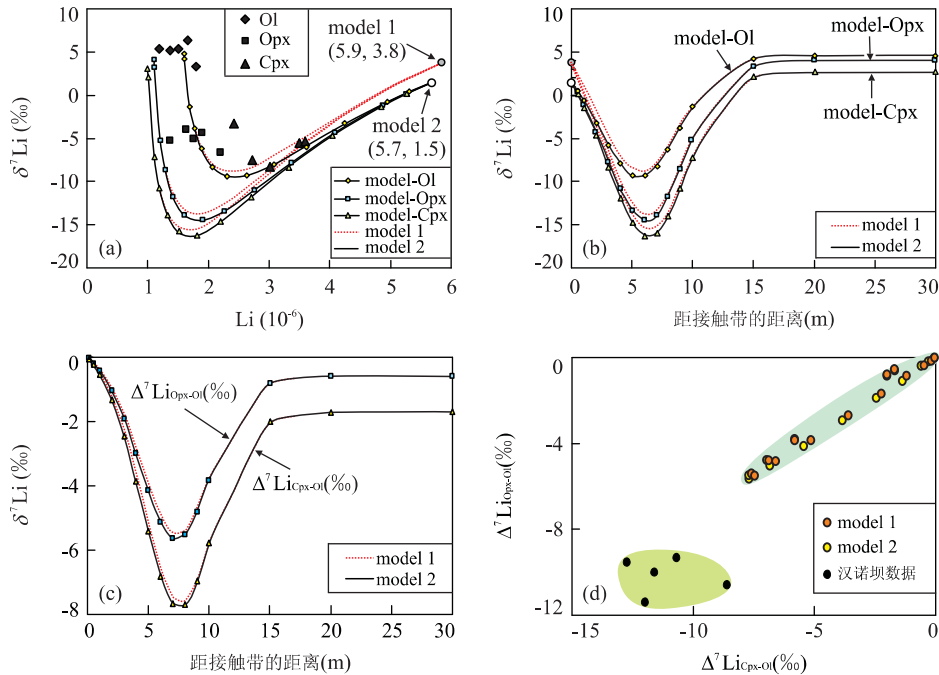 5
0
-5
-10
-15
-20
δ⁷Li (‰)
Ol
Opx
Cpx
model 1
(5.9, 3.8)
model 2
(5.7, 1.5)
model-Ol
model-Opx
model-Cpx
model 1
model 2
(a)
0 1 2 3 4 5 6
Li (10⁻⁶)
10
5
0
-5
-10
-15
-20
δ⁷Li (‰)
model-Ol
model-Opx
model-Cpx
model 1
model 2
(b)
0 5 10 15 20 25 30
距接触带的距离(m)
0
-2
-4
-6
-8
δ⁷Li (‰)
Δ⁷LiOpx-Ol(‰)
Δ⁷LiCpx-Ol(‰)
model 1
model 2
(c)
0 5 10 15 20 25 30
距接触带的距离(m)
0
-4
-8
-12
Δ⁷LiOpx-Ol(‰)
model 1
model 2
汉诺坝数据
(d)
-15 -10 -5 0
Δ⁷LiCpx-Ol(‰)